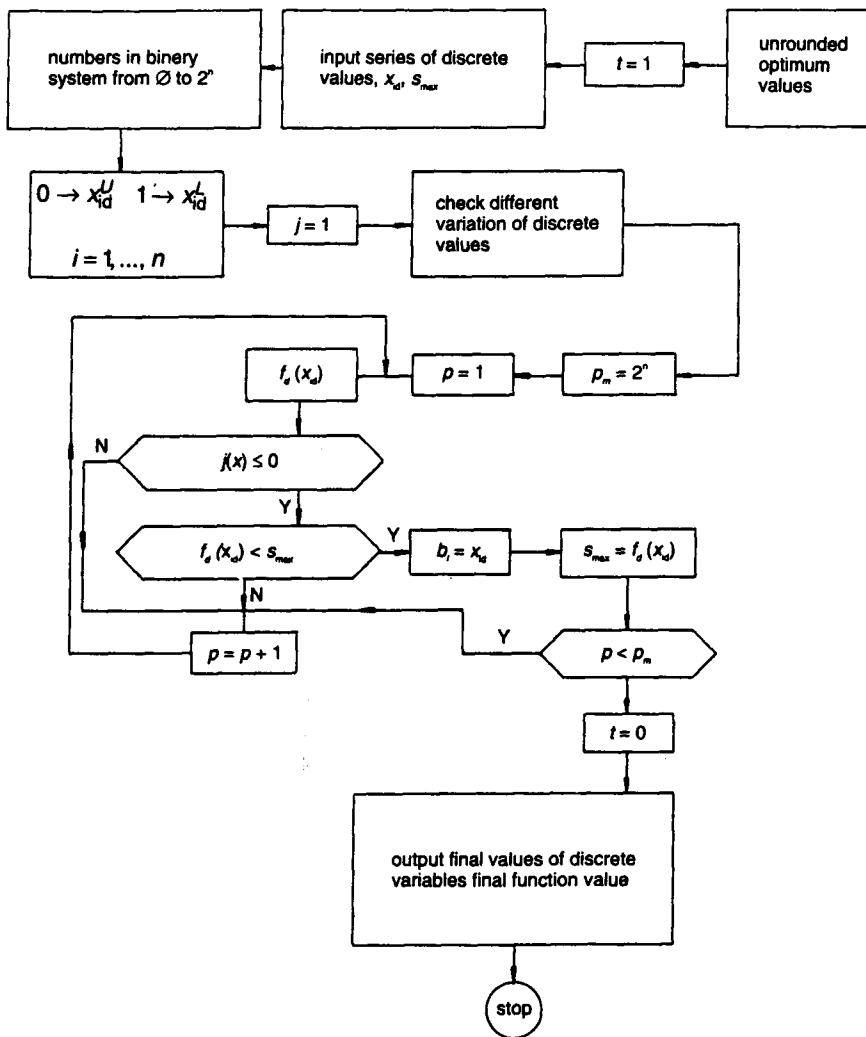 unrounded
optimum
values
t = 1
input series of discrete
values, x_id, s_max
numbers in binery
system from Ø to 2ⁿ
0 → x_id^U 1 → x_id^L
i = 1, ..., n
j = 1
check different
variation of discrete
values
p_m = 2ⁿ
p = 1
f_d (x_id)
N
j(x) ≤ 0
Y
f_d (x_id) < s_max
Y
b_i = x_id
s_max = f_d (x_id)
N
Y
p = p + 1
p < p_m
t = 0
output final values of discrete
variables final function value
stop